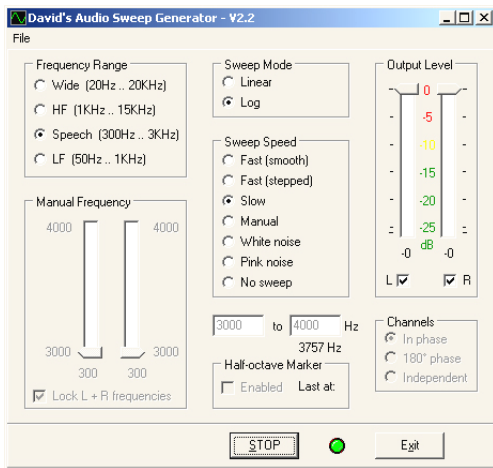 David's Audio Sweep Generator - V2.2
File
Frequency Range
Wide (20Hz .. 20KHz)
HF (1KHz .. 15KHz)
Speech (300Hz .. 3KHz)
LF (50Hz .. 1KHz)
Manual Frequency
4000 4000
3000 3000
300 300
Lock L + R frequencies
Sweep Mode
Linear
Log
Sweep Speed
Fast (smooth)
Fast (stepped)
Slow
Manual
White noise
Pink noise
No sweep
3000 to 4000 Hz
3757 Hz
Half-octave Marker
Enabled Last at:
Output Level
0
-5
-10
-15
-20
-25
dB
-0 -0
L R
Channels
In phase
180° phase
Independent
STOP
Exit